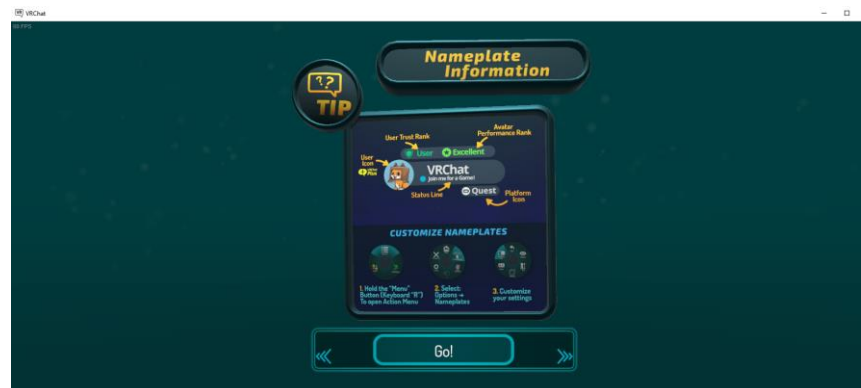 VRChat
Nameplate
Information
TIP
User Trust Rank
Avatar
Performance Rank
User
Excellent
User
Icon
VRChat
Join me for a Game!
Status Line
Quest
Platform
Icon
CUSTOMIZE NAMEPLATES
1. Hold the "Menu"
Button (Keyboard "R")
To open Action Menu
2. Select:
Options →
Nameplates
3. Customize
your settings
Go!